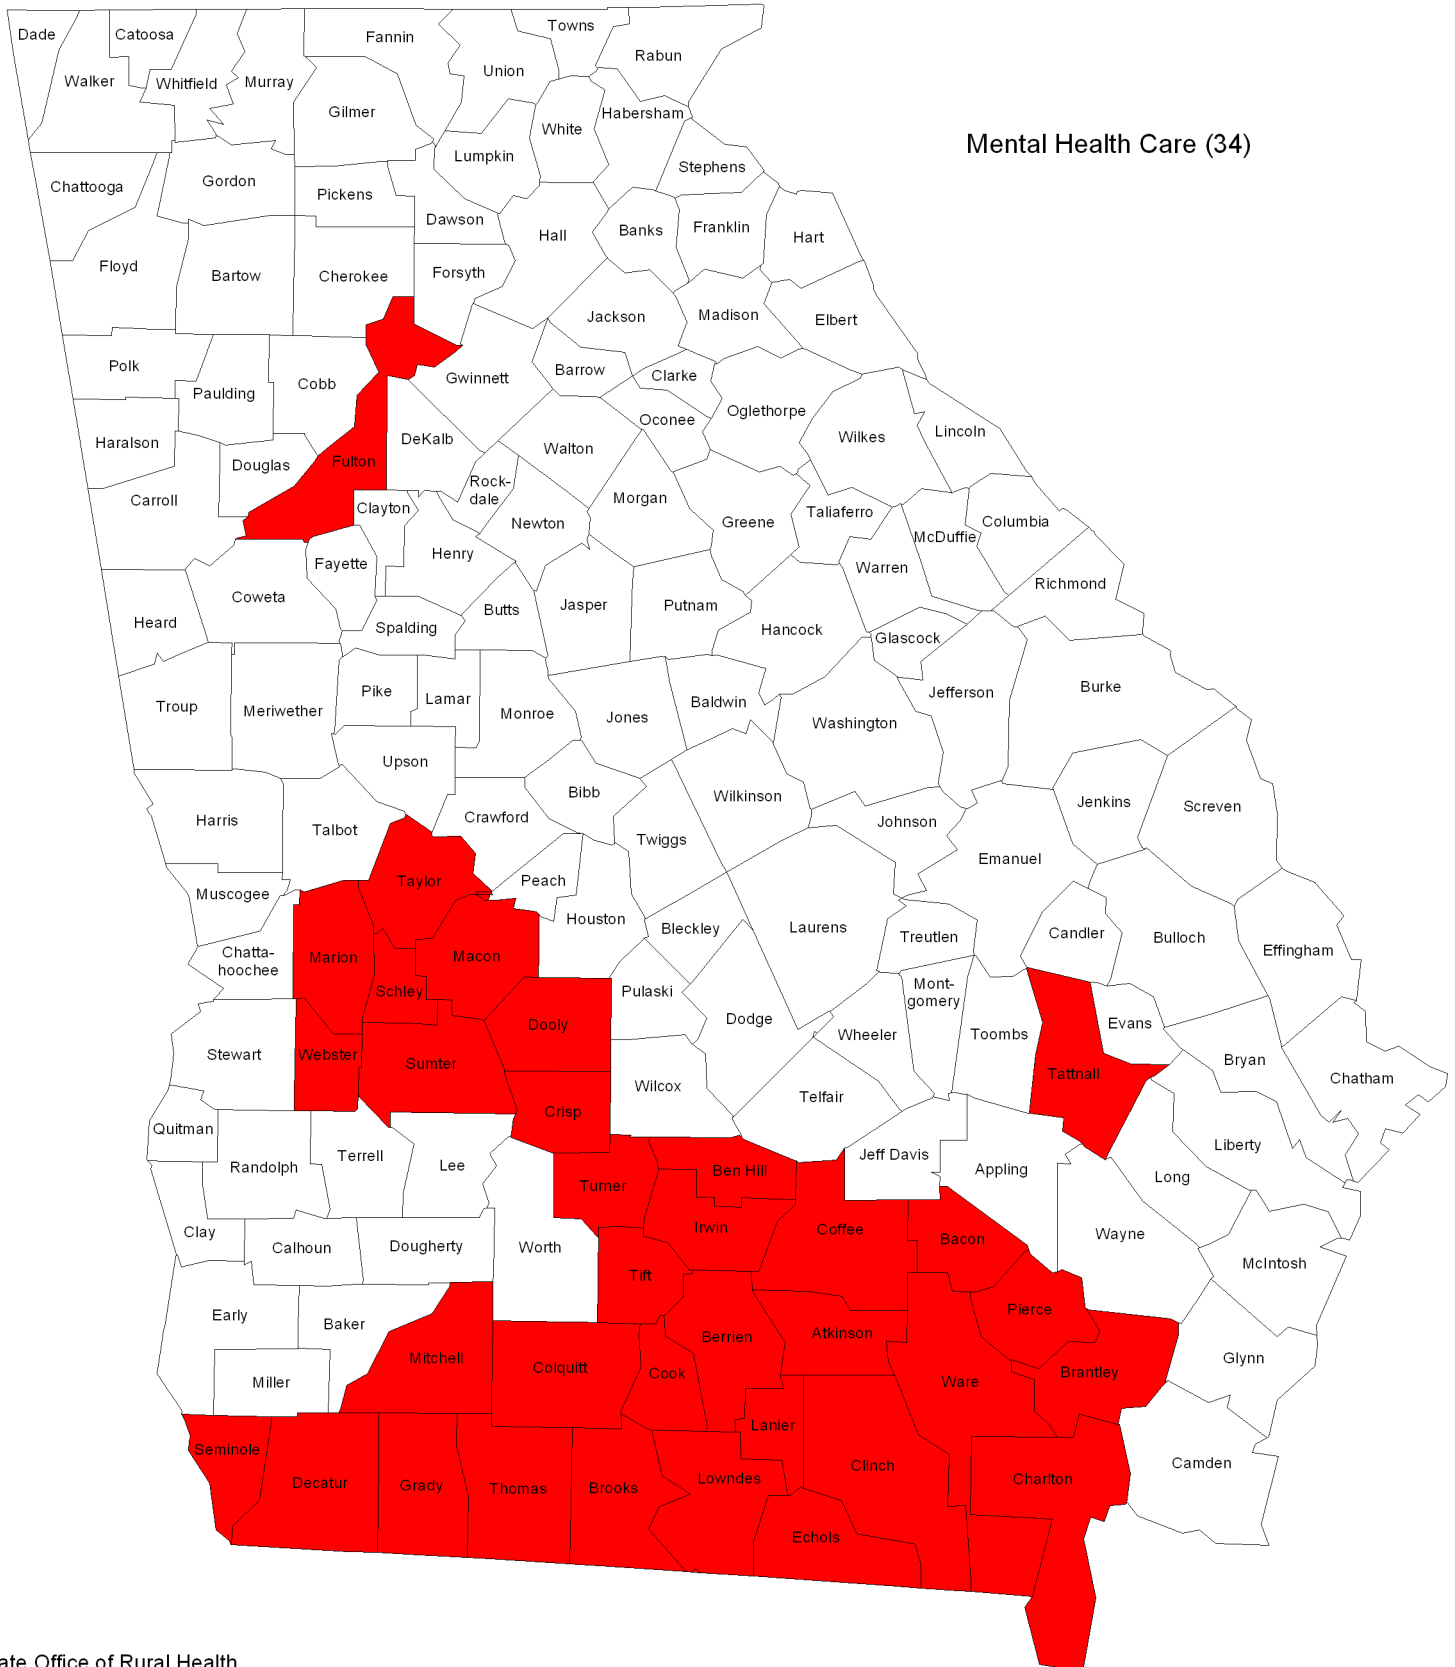 Dade
Catoosa
Fannin
Towns
Rabun
Walker
Whitfield
Murray
Union
Gilmer
Habersham
White
Lumpkin
Stephens
Mental Health Care (34)
Chattooga
Gordon
Pickens
Dawson
Hall
Banks
Franklin
Hart
Floyd
Bartow
Cherokee
Forsyth
Jackson
Madison
Elbert
Polk
Paulding
Cobb
Gwinnett
Barrow
Clarke
Oconee
Oglethorpe
Wilkes
Lincoln
Haralson
Douglas
Fulton
DeKalb
Walton
Carroll
Clayton
Rock-
dale
Newton
Morgan
Greene
Taliaferro
McDuffie
Columbia
Henry
Fayette
Warren
Richmond
Coweta
Heard
Spalding
Butts
Jasper
Putnam
Hancock
Glascock
Troup
Meriwether
Pike
Lamar
Monroe
Jones
Baldwin
Washington
Jefferson
Burke
Upson
Bibb
Wilkinson
Jenkins
Screven
Harris
Talbot
Crawford
Twiggs
Johnson
Emanuel
Muscogee
Taylor
Peach
Houston
Bleckley
Laurens
Treutlen
Candler
Bulloch
Effingham
Chatta-
hoochee
Marion
Schley
Macon
Pulaski
Dooly
Dodge
Mont-
gomery
Wheeler
Toombs
Evans
Bryan
Chatham
Stewart
Webster
Sumter
Crisp
Wilcox
Telfair
Tattnall
Quitman
Randolph
Terrell
Lee
Turner
Ben Hill
Jeff Davis
Appling
Long
Liberty
Clay
Calhoun
Dougherty
Worth
Irwin
Tift
Coffee
Bacon
Wayne
McIntosh
Early
Baker
Miller
Mitchell
Colquitt
Cook
Berrien
Atkinson
Pierce
Ware
Brantley
Glynn
Seminole
Decatur
Grady
Thomas
Brooks
Lowndes
Lanier
Clinch
Echols
Charlton
Camden
ate Office of Rural Health